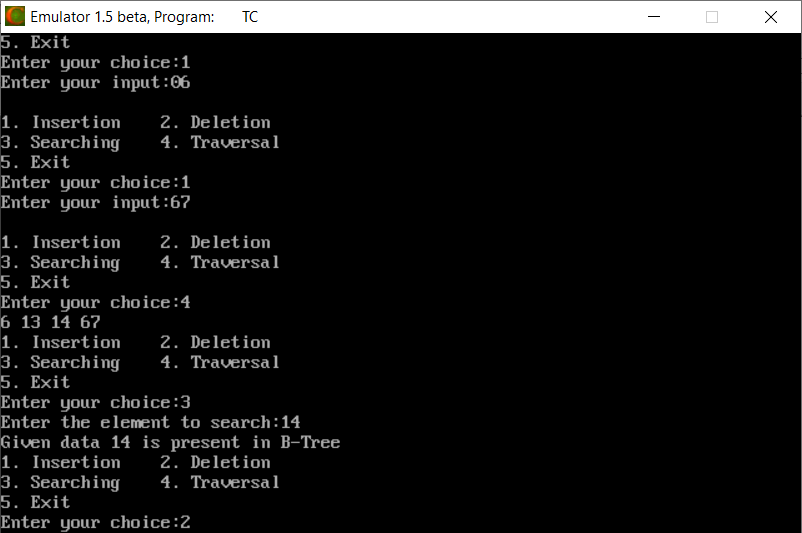 Emulator 1.5 beta, Program: TC
5. Exit
Enter your choice:1
Enter your input:06
1. Insertion 2. Deletion
3. Searching 4. Traversal
5. Exit
Enter your choice:1
Enter your input:67
1. Insertion 2. Deletion
3. Searching 4. Traversal
5. Exit
Enter your choice:4
6 13 14 67
1. Insertion 2. Deletion
3. Searching 4. Traversal
5. Exit
Enter your choice:3
Enter the element to search:14
Given data 14 is present in B-Tree
1. Insertion 2. Deletion
3. Searching 4. Traversal
5. Exit
Enter your choice:2